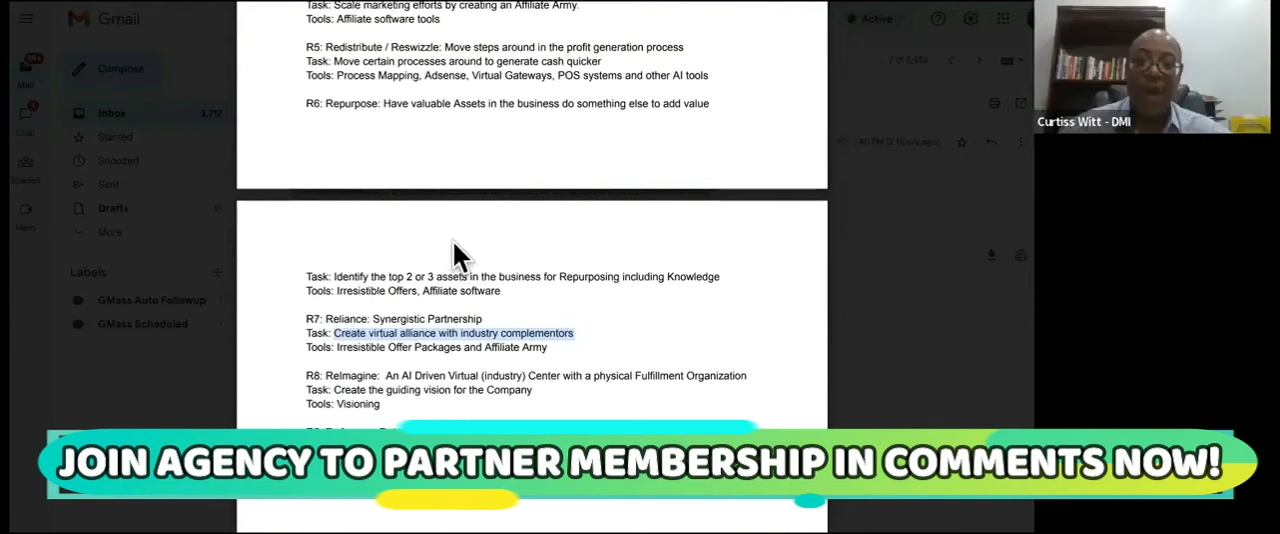 Task: Scale marketing efforts by creating an Affiliate Army.
Tools: Affiliate software tools
R5: Redistribute / Reswizzle: Move steps around in the profit generation process
Task: Move certain processes around to generate cash quicker
Tools: Process Mapping, Adsense, Virtual Gateways, POS systems and other AI tools
R6: Repurpose: Have valuable Assets in the business do something else to add value
Gmail
Compose
Mail
Inbox 3,717
Chat
Starred
Snoozed
Spaces
Sent
Drafts
Meet
More
Labels
GMass Auto Followup
GMass Scheduled
Active
Curtiss Witt - DMI
Task: Identify the top 2 or 3 assets in the business for Repurposing including Knowledge
Tools: Irresistible Offers, Affiliate software
R7: Reliance: Synergistic Partnership
Task: Create virtual alliance with industry complementors
Tools: Irresistible Offer Packages and Affiliate Army
R8: ReImagine: An AI Driven Virtual (industry) Center with a physical Fulfillment Organization
Task: Create the guiding vision for the Company
Tools: Visioning
JOIN AGENCY TO PARTNER MEMBERSHIP IN COMMENTS NOW!